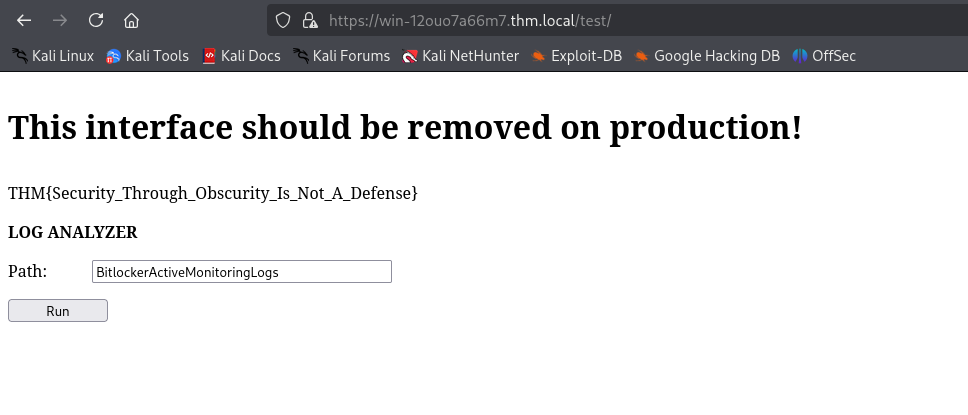 https://win-12ouo7a66m7.thm.local/test/
Kali Linux Kali Tools Kali Docs Kali Forums Kali NetHunter Exploit-DB Google Hacking DB OffSec
This interface should be removed on production!
THM{Security_Through_Obscurity_Is_Not_A_Defense}
LOG ANALYZER
Path: BitlockerActiveMonitoringLogs
Run